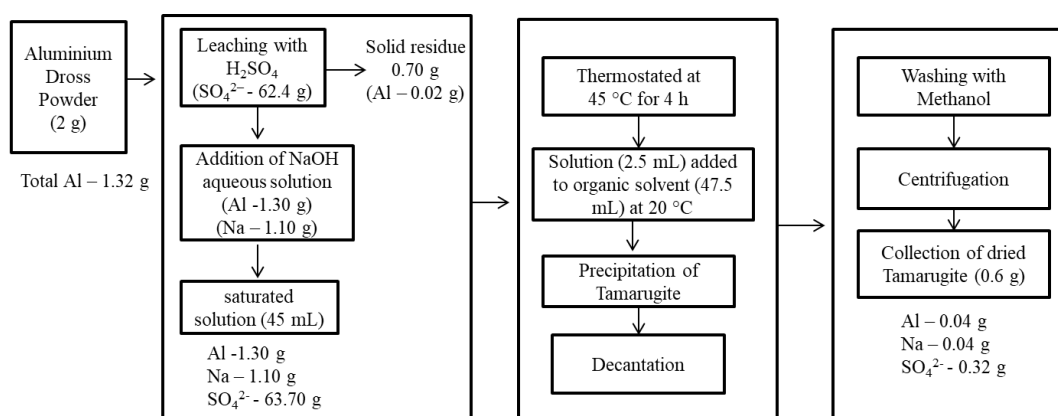 Aluminium
Dross
Powder
(2 g)
Total Al – 1.32 g
Leaching with
H₂SO₄
(SO₄²⁻ - 62.4 g)
Solid residue
0.70 g
(Al – 0.02 g)
Addition of NaOH
aqueous solution
(Al -1.30 g)
(Na – 1.10 g)
saturated
solution (45 mL)
Al -1.30 g
Na – 1.10 g
SO₄²⁻ - 63.70 g
Thermostated at
45 °C for 4 h
Solution (2.5 mL) added
to organic solvent (47.5
mL) at 20 °C
Precipitation of
Tamarugite
Decantation
Washing with
Methanol
Centrifugation
Collection of dried
Tamarugite (0.6 g)
Al – 0.04 g
Na – 0.04 g
SO₄²⁻ - 0.32 g